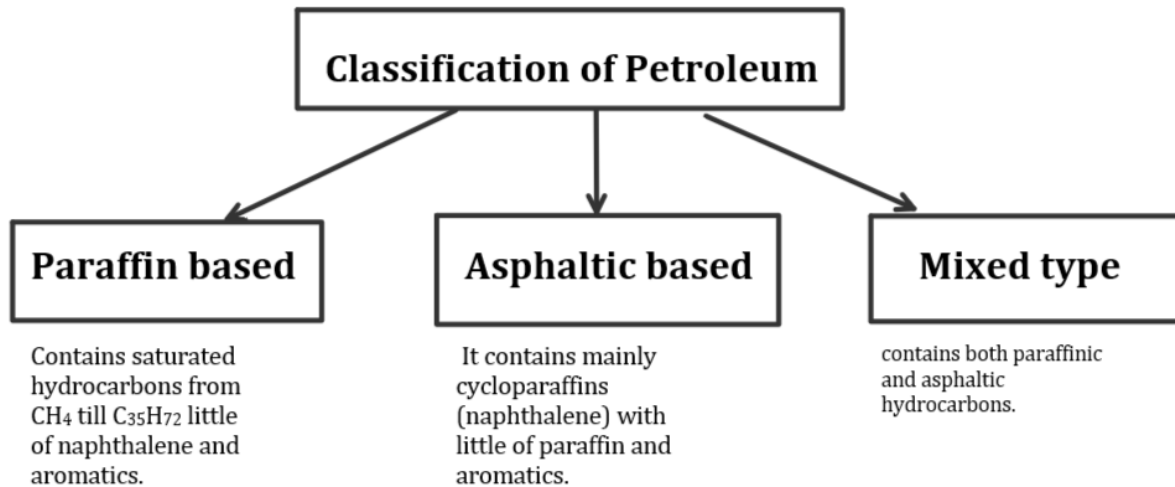 Classification of Petroleum
Paraffin based
Asphaltic based
Mixed type
Contains saturated
hydrocarbons from
CH₄ till C₃₅H₇₂ little
of naphthalene and
aromatics.
It contains mainly
cycloparaffins
(naphthalene) with
little of paraffin and
aromatics.
contains both paraffinic
and asphaltic
hydrocarbons.